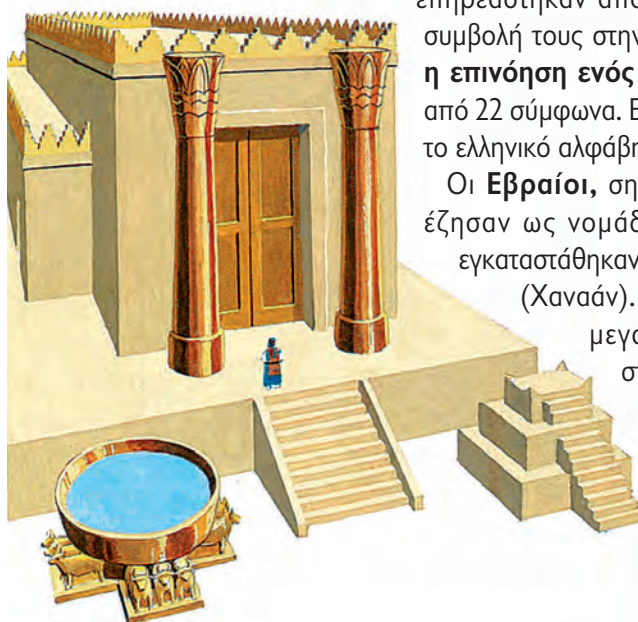 επηρεάστηκαν από
συμβολή τους στην
η επινόηση ενός
από 22 σύμφωνα. Ε
το ελληνικό αλφάβη
Οι Εβραίοι, ση
έζησαν ως νομάδ
εγκαταστάθηκαν
(Χαναάν).
μεγα
στ